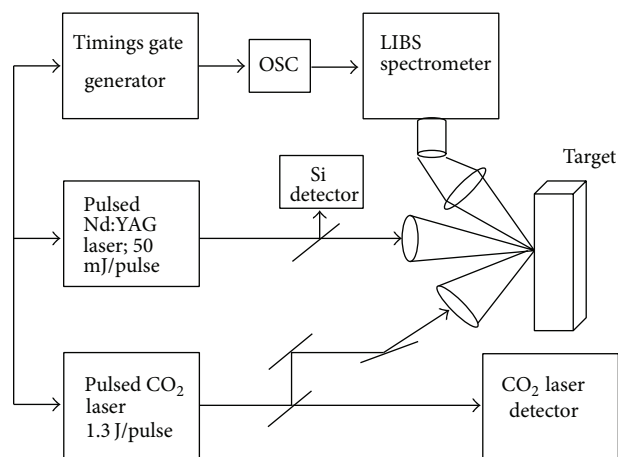 Timings gate
generator
OSC
LIBS
spectrometer
Target
Si
detector
Pulsed
Nd:YAG
laser; 50
mJ/pulse
Pulsed CO₂
laser
1.3 J/pulse
CO₂ laser
detector